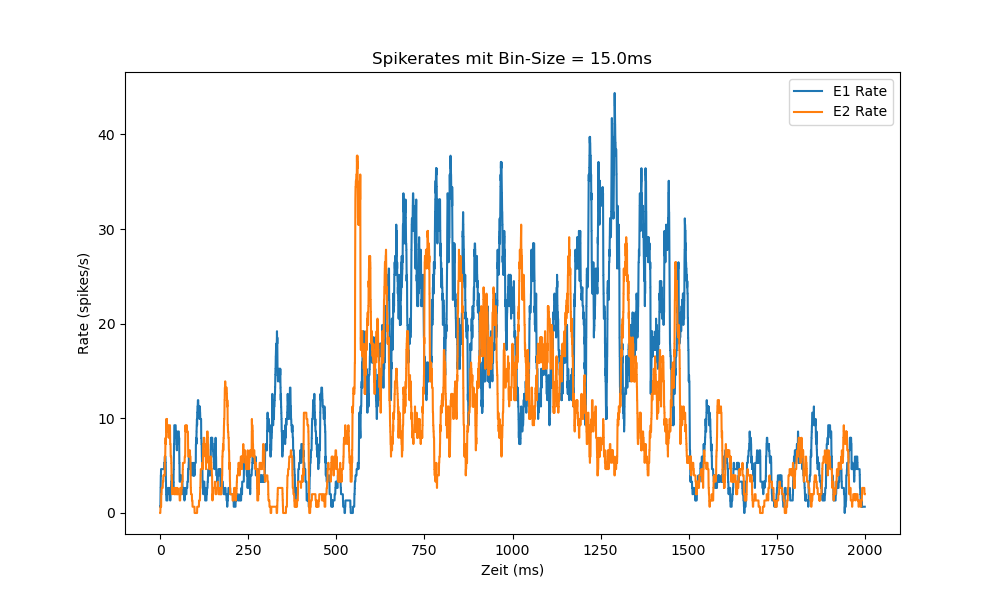 Spikerates mit Bin-Size = 15.0ms
E1 Rate
E2 Rate
40
30
20
10
0
Rate (spikes/s)
0 250 500 750 1000 1250 1500 1750 2000
Zeit (ms)